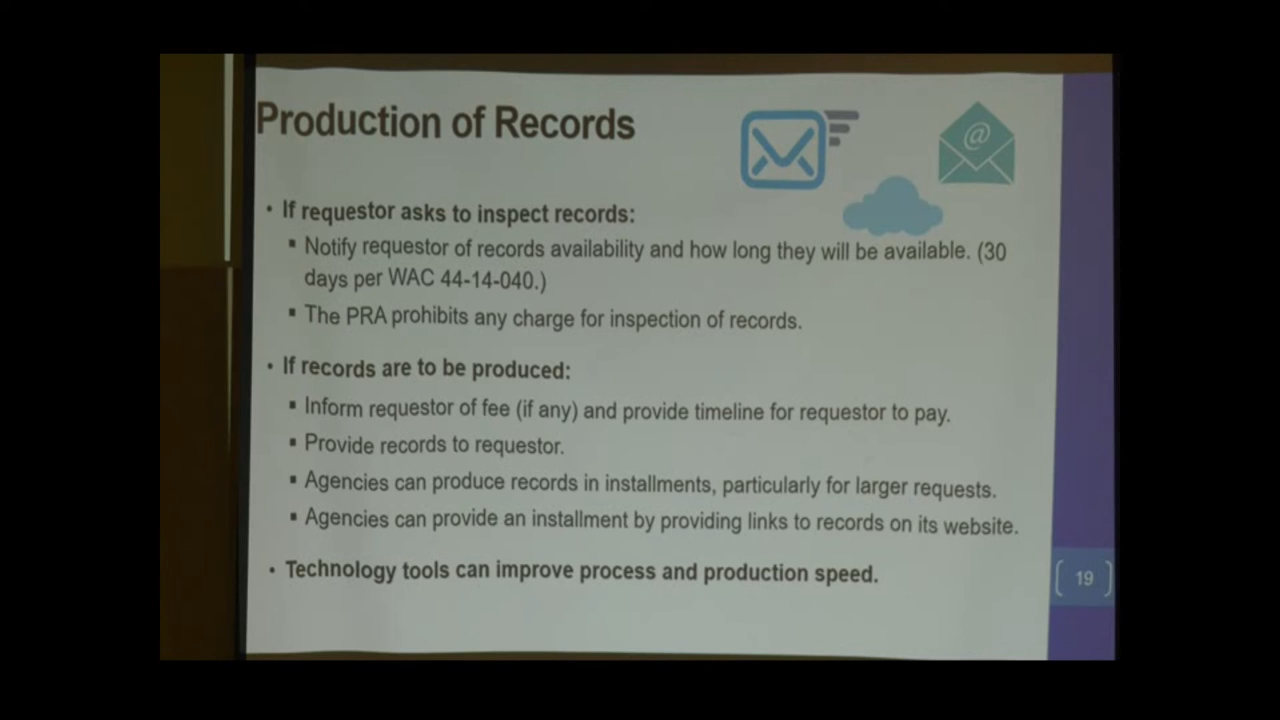 Production of Records
@
• If requestor asks to inspect records:
▪ Notify requestor of records availability and how long they will be available. (30
days per WAC 44-14-040.)
▪ The PRA prohibits any charge for inspection of records.
• If records are to be produced:
▪ Inform requestor of fee (if any) and provide timeline for requestor to pay.
▪ Provide records to requestor.
▪ Agencies can produce records in installments, particularly for larger requests.
▪ Agencies can provide an installment by providing links to records on its website.
• Technology tools can improve process and production speed.
19